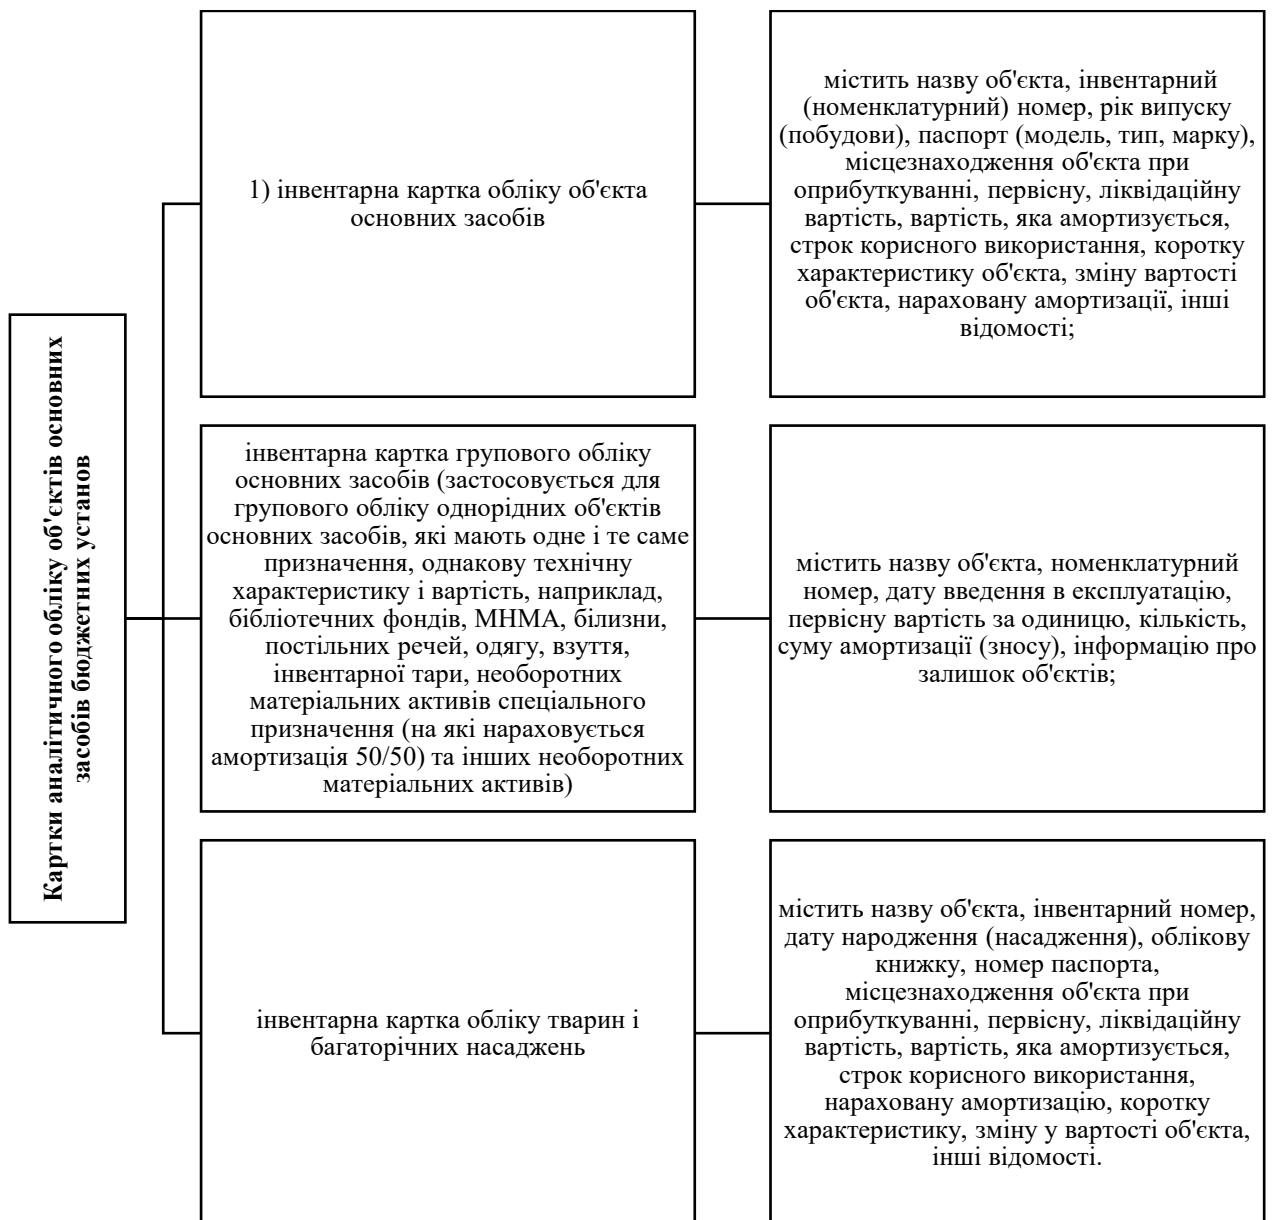 Картки аналітичного обліку об'єктів основних
засобів бюджетних установ
1) інвентарна картка обліку об'єкта
основних засобів
містить назву об'єкта, інвентарний
(номенклатурний) номер, рік випуску
(побудови), паспорт (модель, тип, марку),
місцезнаходження об'єкта при
оприбуткуванні, первісну, ліквідаційну
вартість, вартість, яка амортизується,
строк корисного використання, коротку
характеристику об'єкта, зміну вартості
об'єкта, нараховану амортизації, інші
відомості;
інвентарна картка групового обліку
основних засобів (застосовується для
групового обліку однорідних об'єктів
основних засобів, які мають одне і те саме
призначення, однакову технічну
характеристику і вартість, наприклад,
бібліотечних фондів, МНМА, білизни,
постільних речей, одягу, взуття,
інвентарної тари, необоротних
матеріальних активів спеціального
призначення (на які нараховується
амортизація 50/50) та інших необоротних
матеріальних активів)
містить назву об'єкта, номенклатурний
номер, дату введення в експлуатацію,
первісну вартість за одиницю, кількість,
суму амортизації (зносу), інформацію про
залишок об'єктів;
інвентарна картка обліку тварин і
багаторічних насаджень
містить назву об'єкта, інвентарний номер,
дату народження (насадження), облікову
книжку, номер паспорта,
місцезнаходження об'єкта при
оприбуткуванні, первісну, ліквідаційну
вартість, вартість, яка амортизується,
строк корисного використання,
нараховану амортизацію, коротку
характеристику, зміну у вартості об'єкта,
інші відомості.